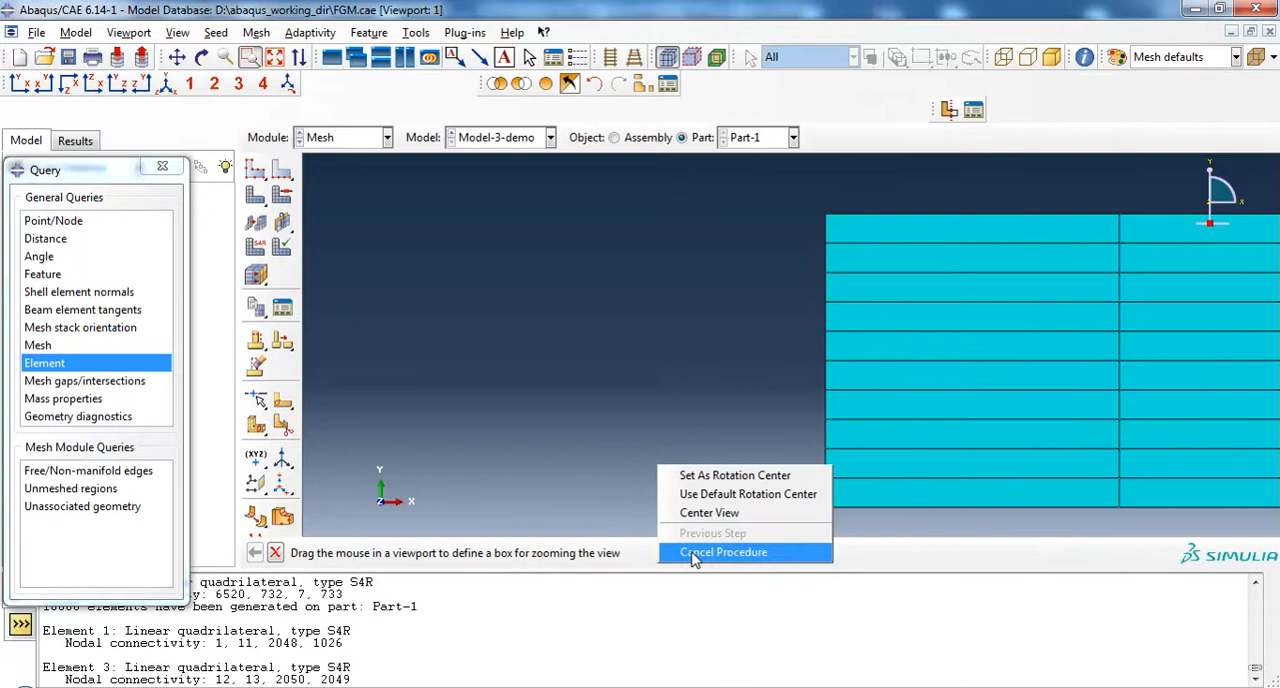 Abaqus/CAE 6.14-1 - Model Database: D:\abaqus_working_dir\FGM.cae [Viewport: 1]
File Model Viewport View Seed Mesh Adaptivity Feature Tools Plug-ins Help
All Mesh defaults
1 2 3 4
Model Results
Module: Mesh Model: Model-3-demo Object: Assembly Part: Part-1
Query
General Queries
Point/Node
Distance
Angle
Feature
Shell element normals
Beam element tangents
Mesh stack orientation
Mesh
Element
Mesh gaps/intersections
Mass properties
Geometry diagnostics
Mesh Module Queries
Free/Non-manifold edges
Unmeshed regions
Unassociated geometry
Y
X
Y
X
Z
Set As Rotation Center
Use Default Rotation Center
Center View
Previous Step
Cancel Procedure
Drag the mouse in a viewport to define a box for zooming the view
SIMULIA
quadrilateral, type S4R
6520, 732, 7, 733
elements have been generated on part: Part-1
Element 1: Linear quadrilateral, type S4R
Nodal connectivity: 1, 11, 2048, 1026
Element 3: Linear quadrilateral, type S4R
Nodal connectivity: 12, 13, 2050, 2049